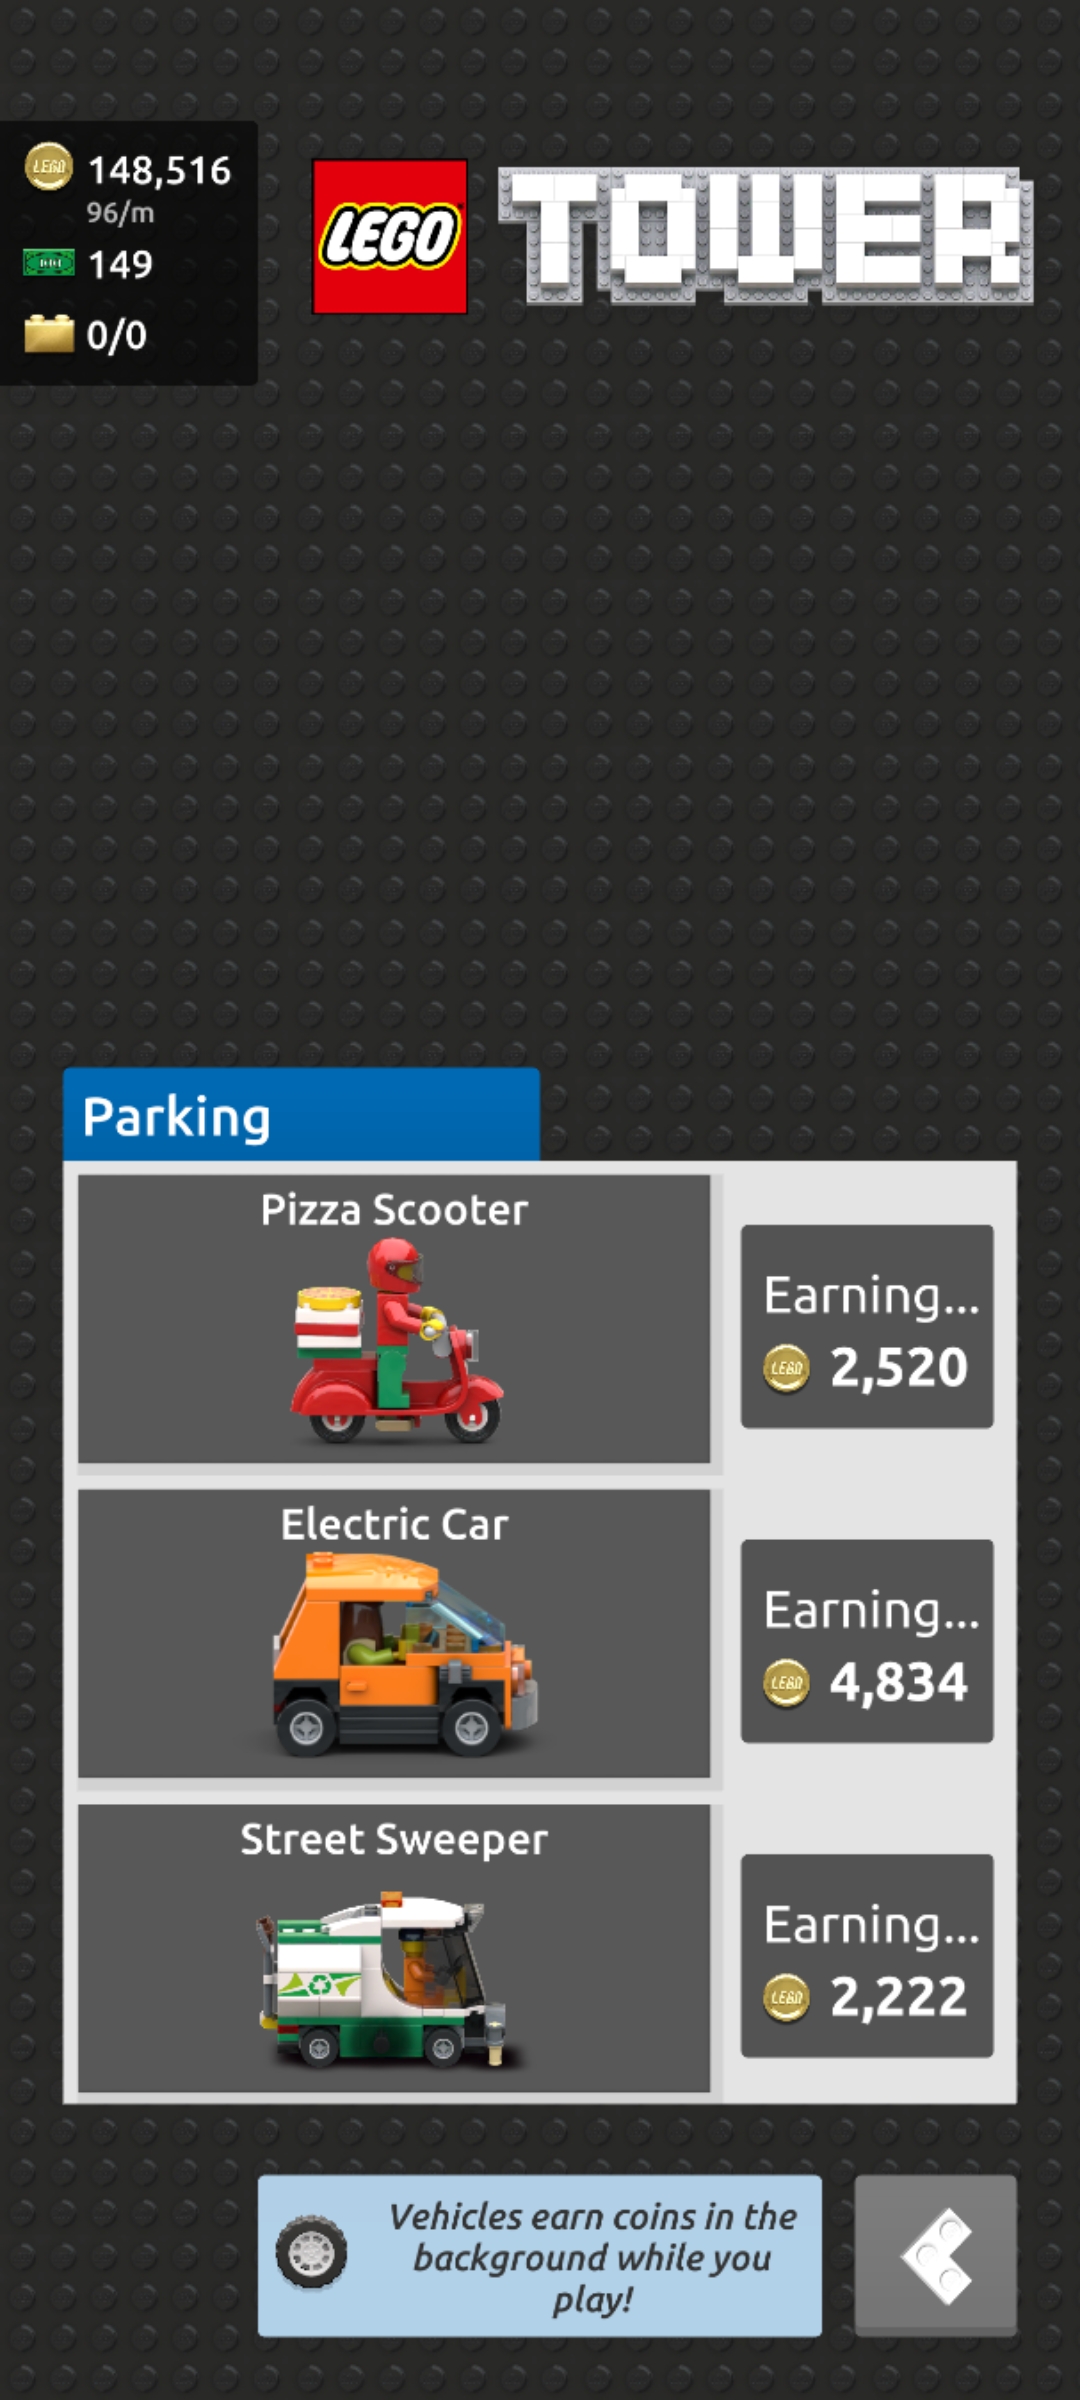 148,516
96/m
149
0/0
LEGO TOWER
Parking
Pizza Scooter
Earning...
2,520
Electric Car
Earning...
4,834
Street Sweeper
Earning...
2,222
Vehicles earn coins in the
background while you
play!